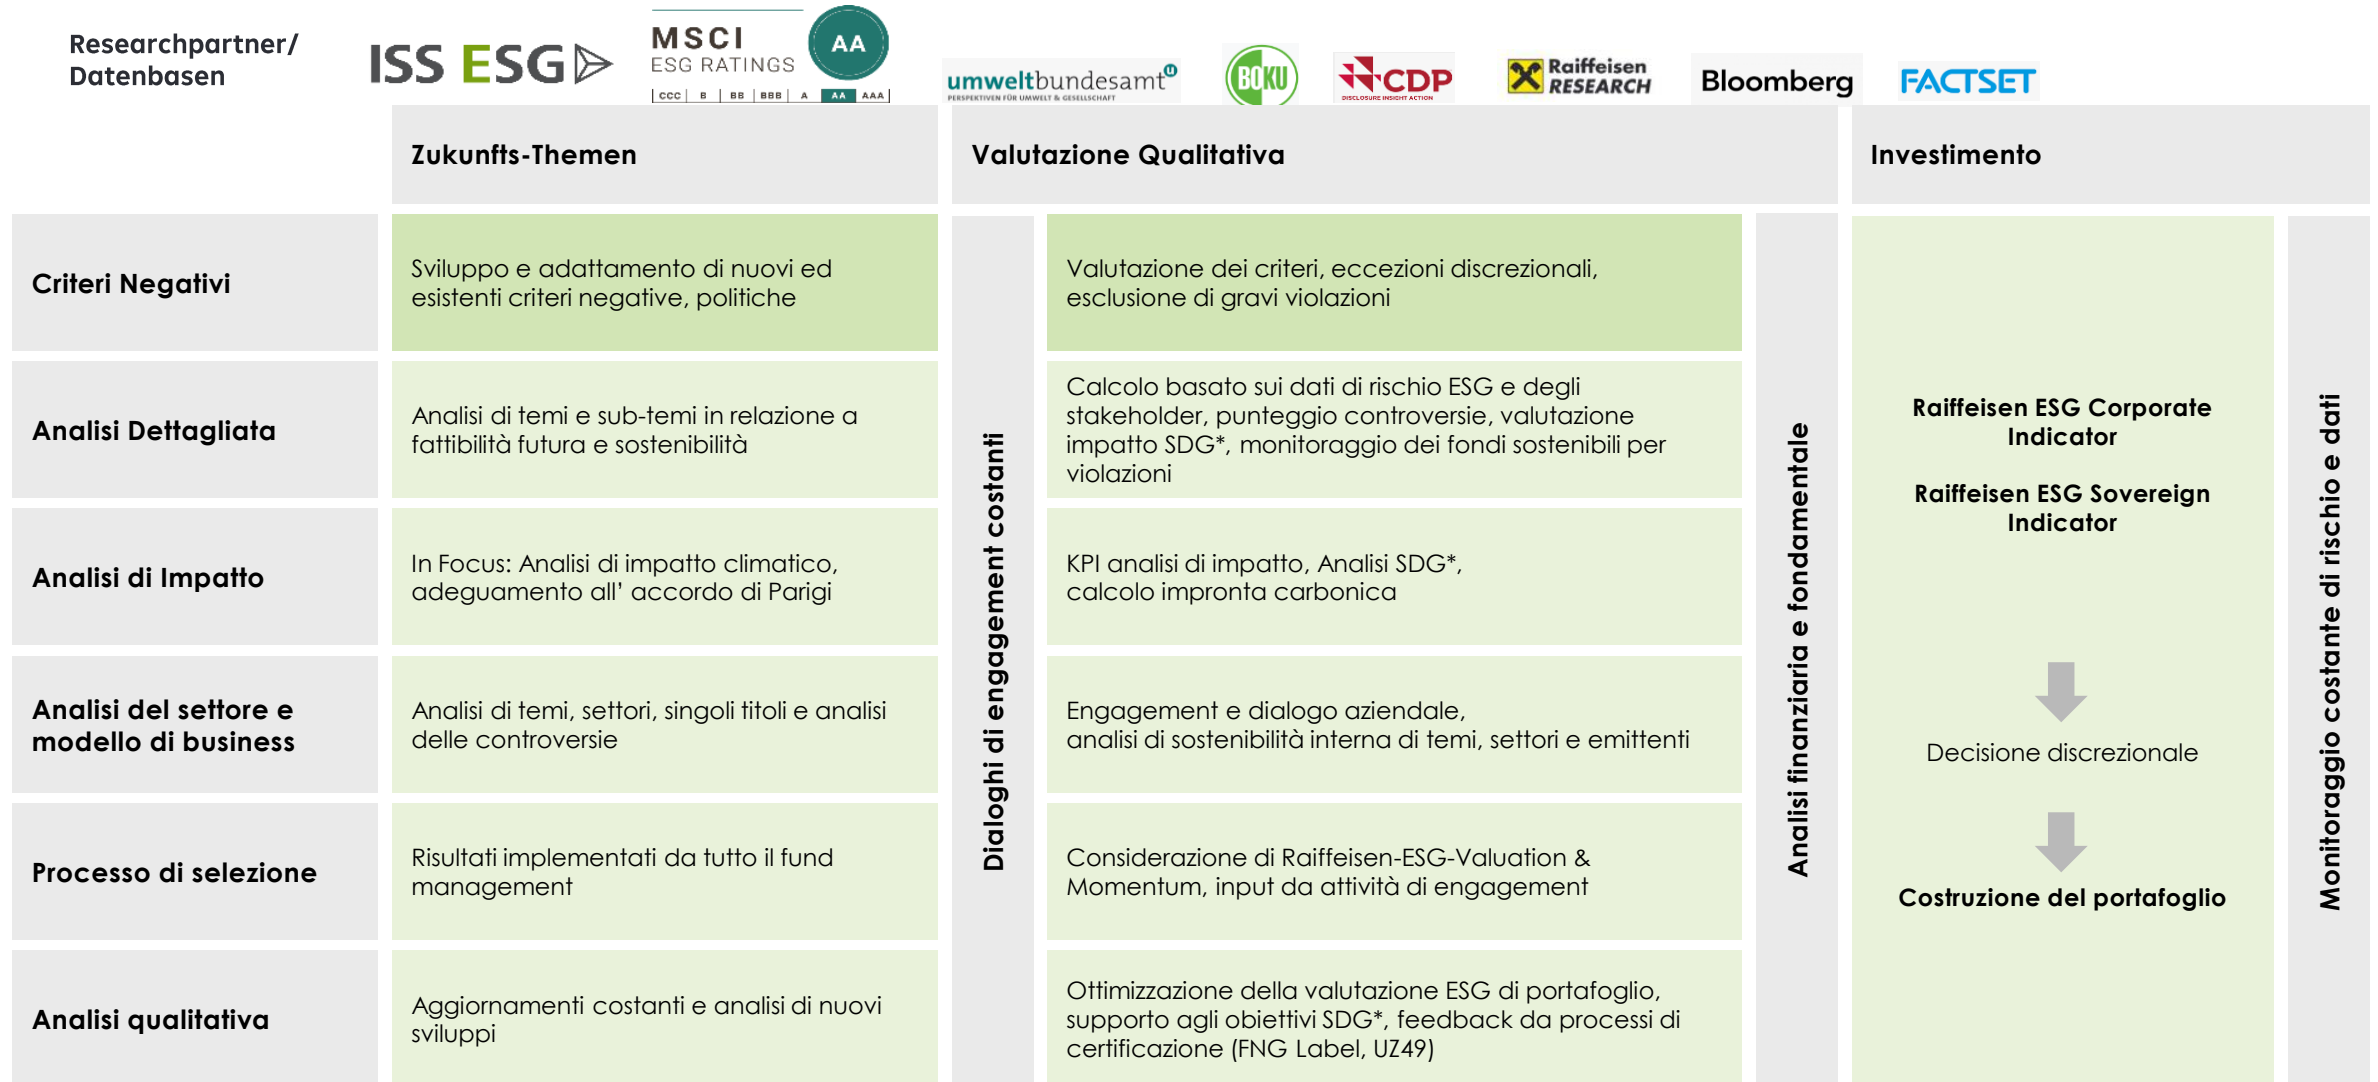 Researchpartner/
Datenbasen
ISS ESG
MSCI
ESG RATINGS
AA
CCC B BB BBB A AA AAA
umweltbundesamt
PERSPEKTIVEN FÜR UMWELT & GESELLSCHAFT
BOKU
CDP
DISCLOSURE INSIGHT ACTION
Raiffeisen
RESEARCH
Bloomberg
FACTSET
Zukunfts-Themen
Valutazione Qualitativa
Investimento
Criteri Negativi
Sviluppo e adattamento di nuovi ed
esistenti criteri negative, politiche
Valutazione dei criteri, eccezioni discrezionali,
esclusione di gravi violazioni
Analisi Dettagliata
Analisi di temi e sub-temi in relazione a
fattibilità futura e sostenibilità
Calcolo basato sui dati di rischio ESG e degli
stakeholder, punteggio controversie, valutazione
impatto SDG*, monitoraggio dei fondi sostenibili per
violazioni
Analisi di Impatto
In Focus: Analisi di impatto climatico,
adeguamento all’ accordo di Parigi
KPI analisi di impatto, Analisi SDG*,
calcolo impronta carbonica
Analisi del settore e
modello di business
Analisi di temi, settori, singoli titoli e analisi
delle controversie
Engagement e dialogo aziendale,
analisi di sostenibilità interna di temi, settori e emittenti
Processo di selezione
Risultati implementati da tutto il fund
management
Considerazione di Raiffeisen-ESG-Valuation &
Momentum, input da attività di engagement
Analisi qualitativa
Aggiornamenti costanti e analisi di nuovi
sviluppi
Ottimizzazione della valutazione ESG di portafoglio,
supporto agli obiettivi SDG*, feedback da processi di
certificazione (FNG Label, UZ49)
Dialoghi di engagement costanti
Analisi finanziaria e fondamentale
Raiffeisen ESG Corporate
Indicator
Raiffeisen ESG Sovereign
Indicator
Decisione discrezionale
Costruzione del portafoglio
Monitoraggio costante di rischio e dati